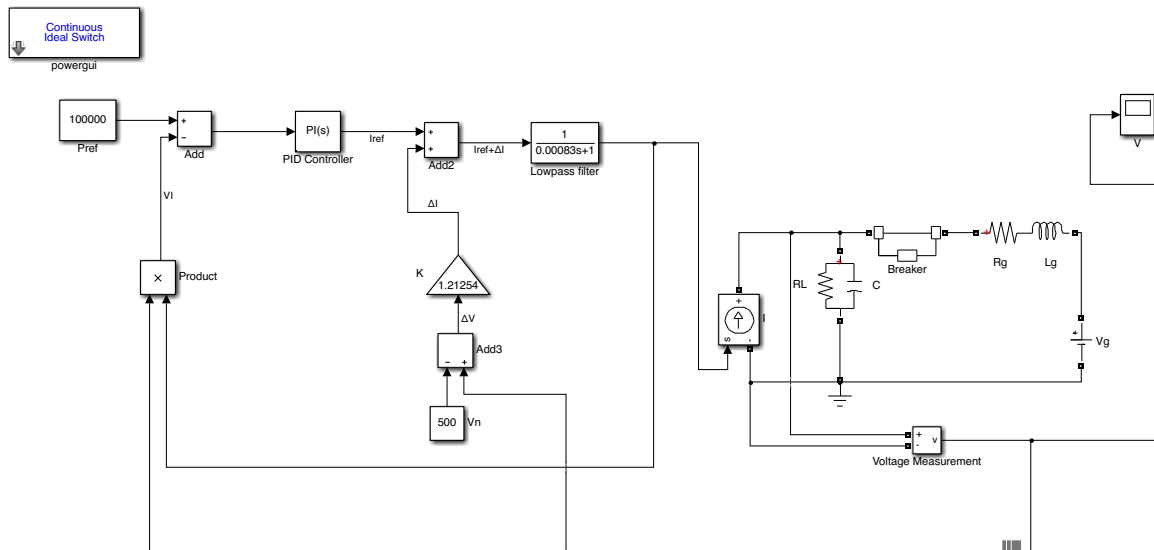 Continuous
Ideal Switch
powergui
100000
Pref
+
−
Add
PI(s)
PID Controller
Iref
+
+
Add2
Iref+ΔI
1
0.00083s+1
Lowpass filter
V
VI
ΔI
×
Product
K
1.21254
ΔV
−
+
Add3
500
Vn
+
I
s
-
+
RL
C
Breaker
+
Rg
Lg
+
Vg
+
-
v
Voltage Measurement